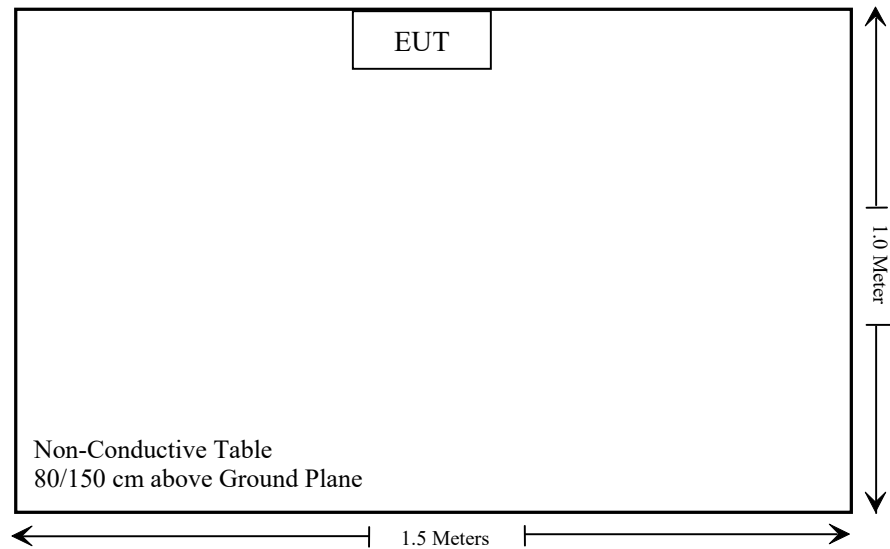 EUT
1.0 Meter
Non-Conductive Table
80/150 cm above Ground Plane
1.5 Meters